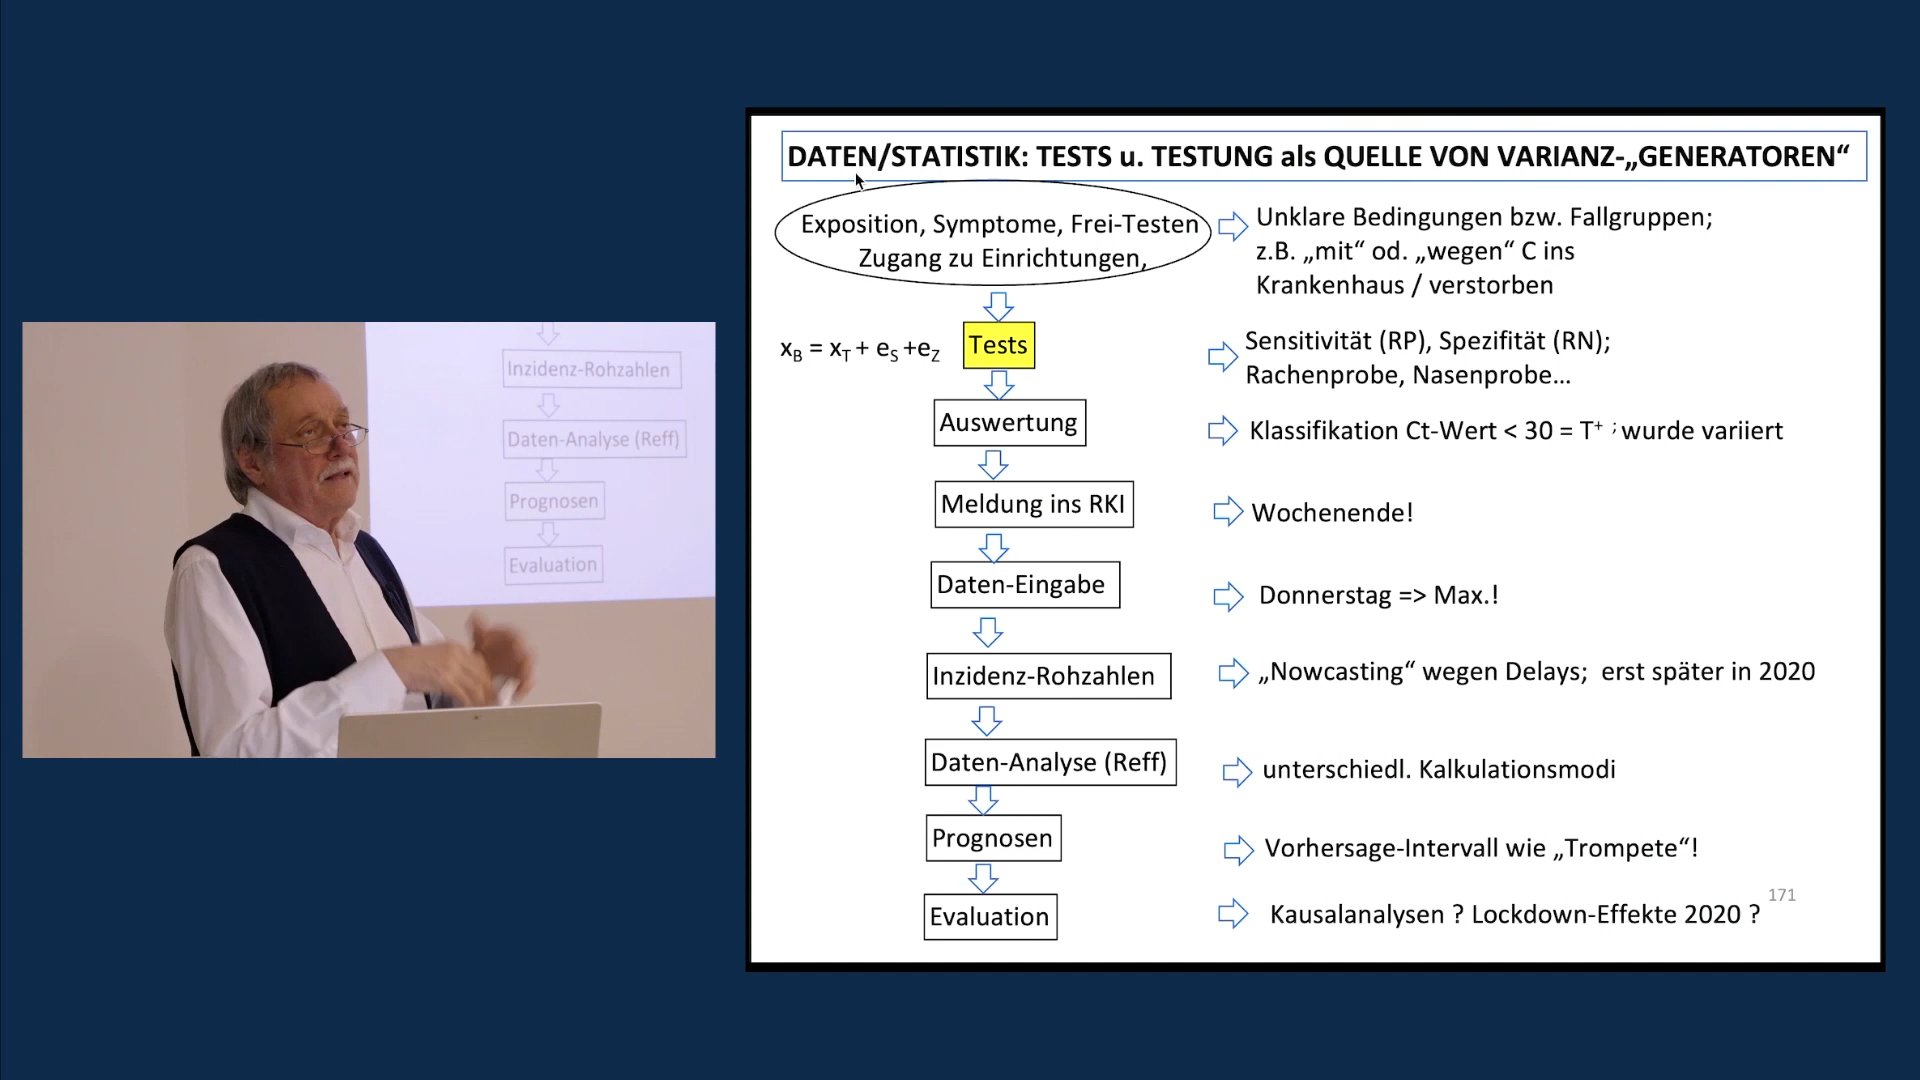 DATEN/STATISTIK: TESTS u. TESTUNG als QUELLE VON VARIANZ-„GENERATOREN“
Exposition, Symptome, Frei-Testen
Zugang zu Einrichtungen,
Unklare Bedingungen bzw. Fallgruppen;
z.B. „mit“ od. „wegen“ C ins
Krankenhaus / verstorben
xB = xT + eS +eZ
Tests
Sensitivität (RP), Spezifität (RN);
Rachenprobe, Nasenprobe...
Auswertung
Klassifikation Ct-Wert < 30 = T+ ; wurde variiert
Meldung ins RKI
Wochenende!
Daten-Eingabe
Donnerstag => Max.!
Inzidenz-Rohzahlen
„Nowcasting“ wegen Delays; erst später in 2020
Daten-Analyse (Reff)
unterschiedl. Kalkulationsmodi
Prognosen
Vorhersage-Intervall wie „Trompete“!
Evaluation
Kausalanalysen ? Lockdown-Effekte 2020 ?
171
Inzidenz-Rohzahlen
Daten-Analyse (Reff)
Prognosen
Evaluation